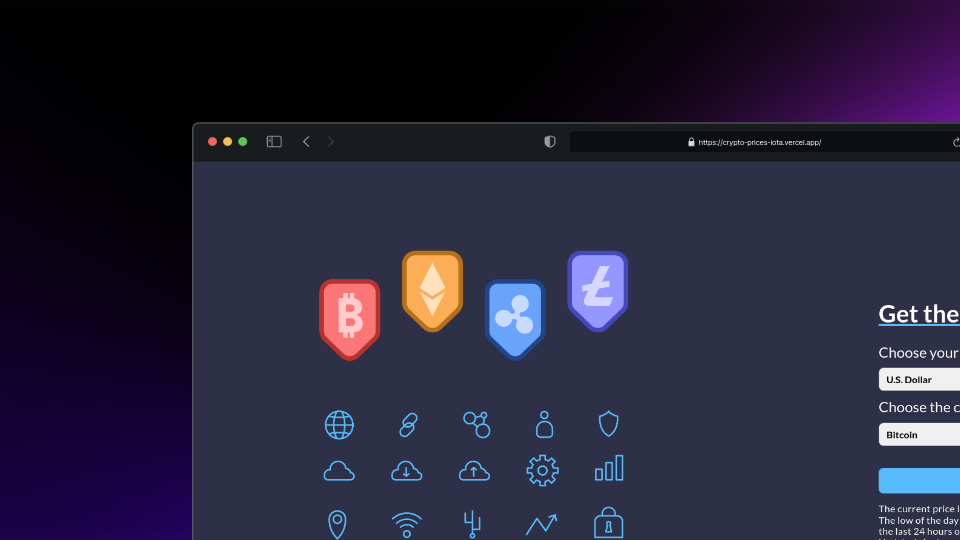 https://crypto-prices-iota.vercel.app/
Get the
Choose your
U.S. Dollar
Choose the c
Bitcoin
The current price i
The low of the day
the last 24 hours o